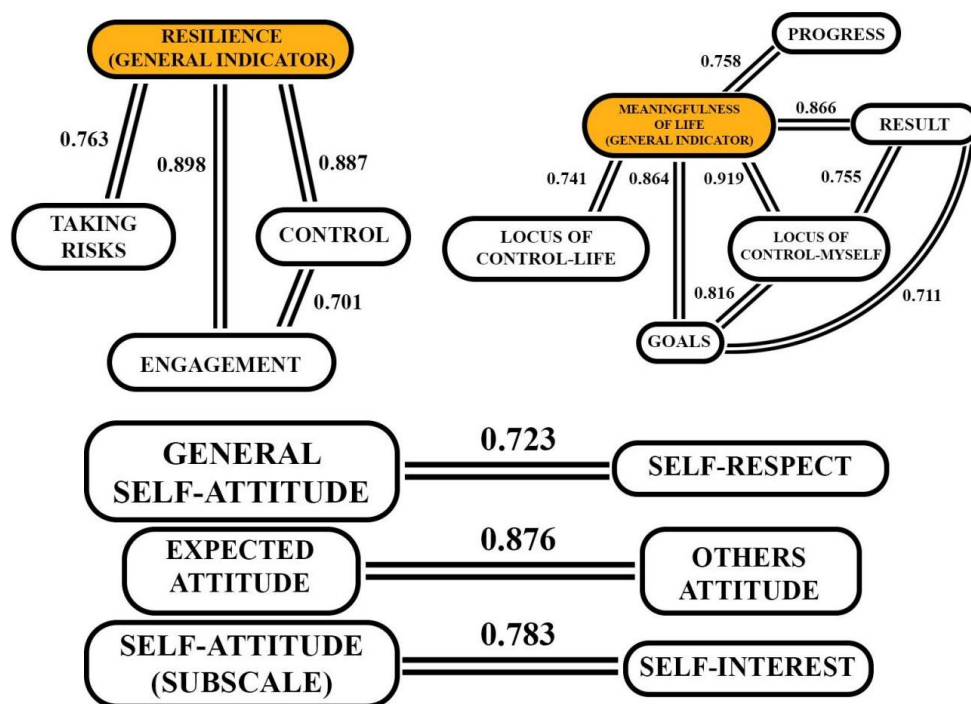 RESILIENCE
(GENERAL INDICATOR)
0.763
0.898
0.887
TAKING
RISKS
CONTROL
0.701
ENGAGEMENT
PROGRESS
0.758
MEANINGFULNESS
OF LIFE
(GENERAL INDICATOR)
0.866
RESULT
0.741
0.864
0.919
0.755
LOCUS OF
CONTROL-LIFE
LOCUS OF
CONTROL-MYSELF
0.816
0.711
GOALS
GENERAL
SELF-ATTITUDE
0.723
SELF-RESPECT
EXPECTED
ATTITUDE
0.876
OTHERS
ATTITUDE
SELF-ATTITUDE
(SUBSCALE)
0.783
SELF-INTEREST